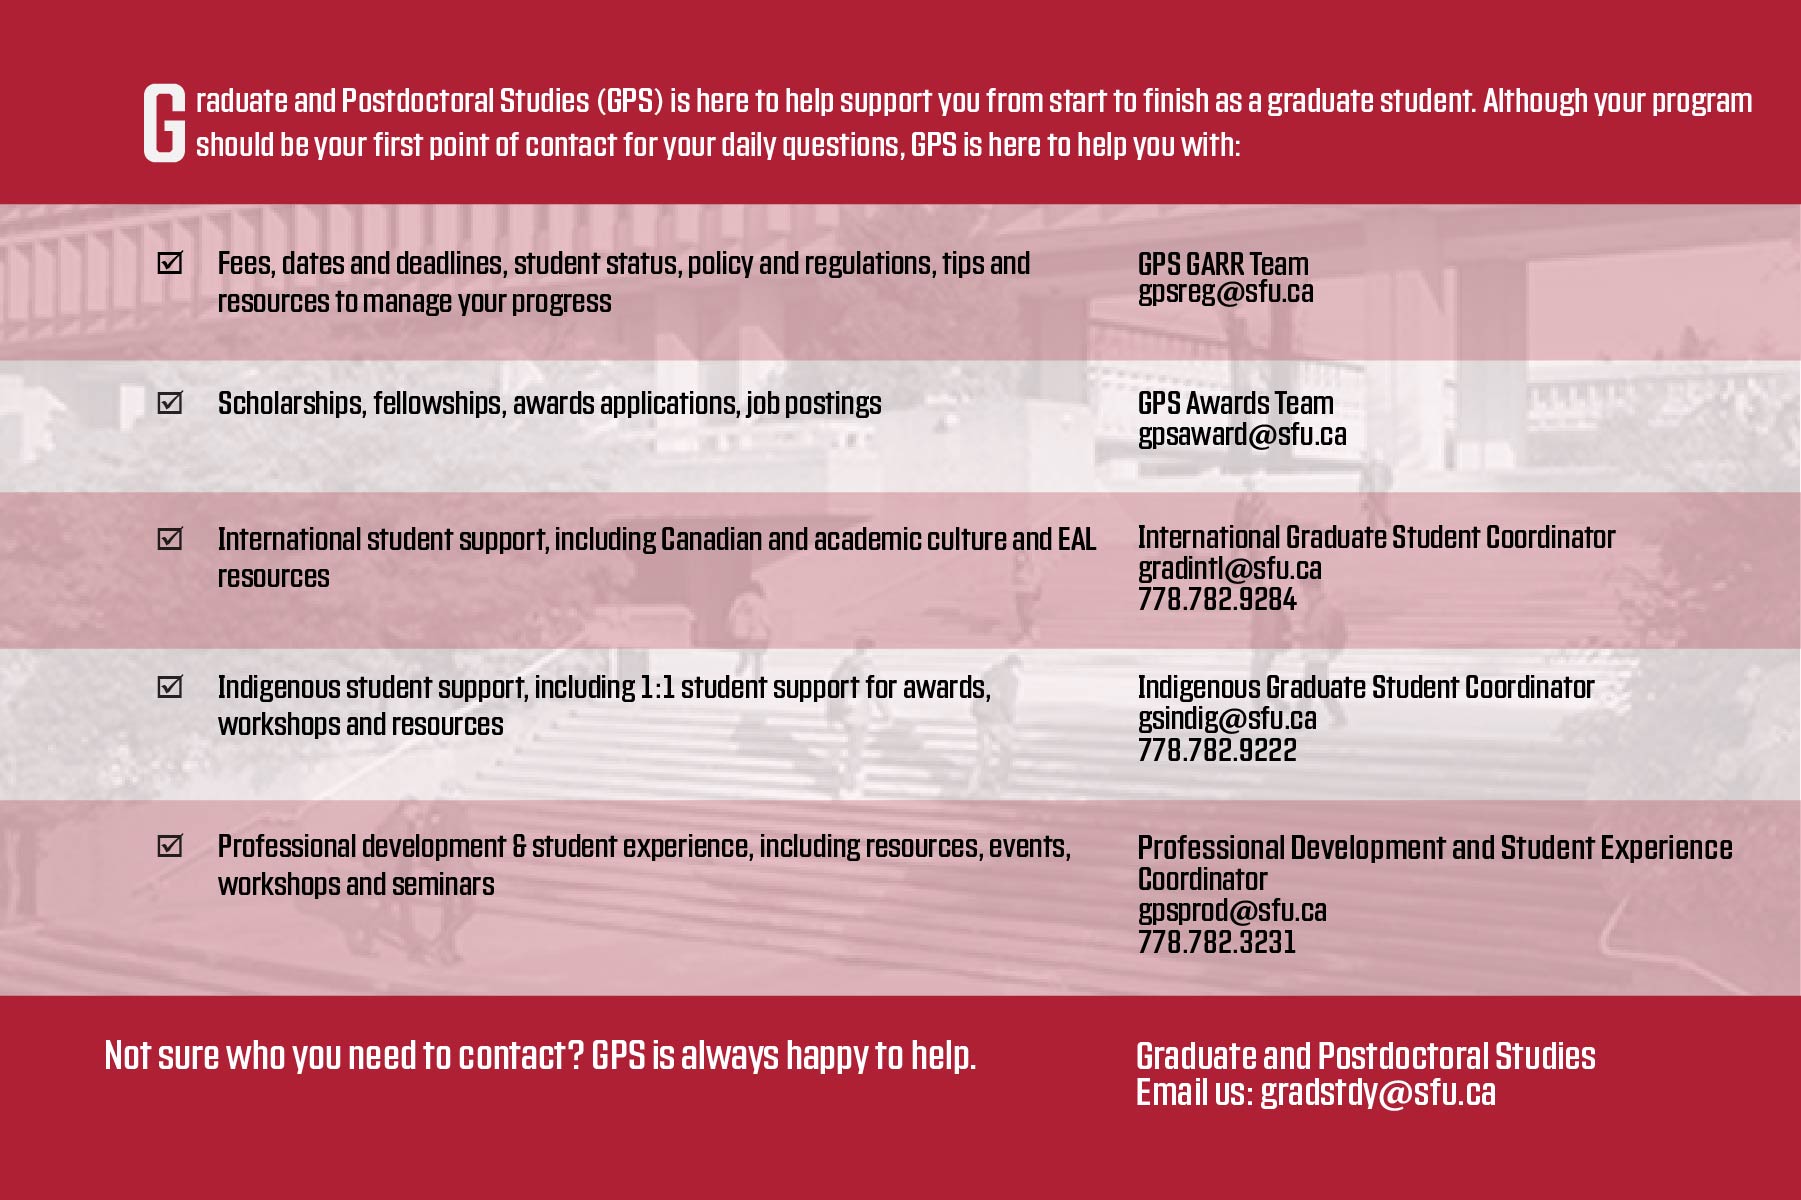 Graduate and Postdoctoral Studies (GPS) is here to help support you from start to finish as a graduate student. Although your program
should be your first point of contact for your daily questions, GPS is here to help you with:
Fees, dates and deadlines, student status, policy and regulations, tips and
resources to manage your progress
GPS GARR Team
gpsreg@sfu.ca
Scholarships, fellowships, awards applications, job postings
GPS Awards Team
gpsaward@sfu.ca
International student support, including Canadian and academic culture and EAL
resources
International Graduate Student Coordinator
gradintl@sfu.ca
778.782.9284
Indigenous student support, including 1:1 student support for awards,
workshops and resources
Indigenous Graduate Student Coordinator
gsindig@sfu.ca
778.782.9222
Professional development & student experience, including resources, events,
workshops and seminars
Professional Development and Student Experience
Coordinator
gpsprod@sfu.ca
778.782.3231
Not sure who you need to contact? GPS is always happy to help.
Graduate and Postdoctoral Studies
Email us: gradstdy@sfu.ca